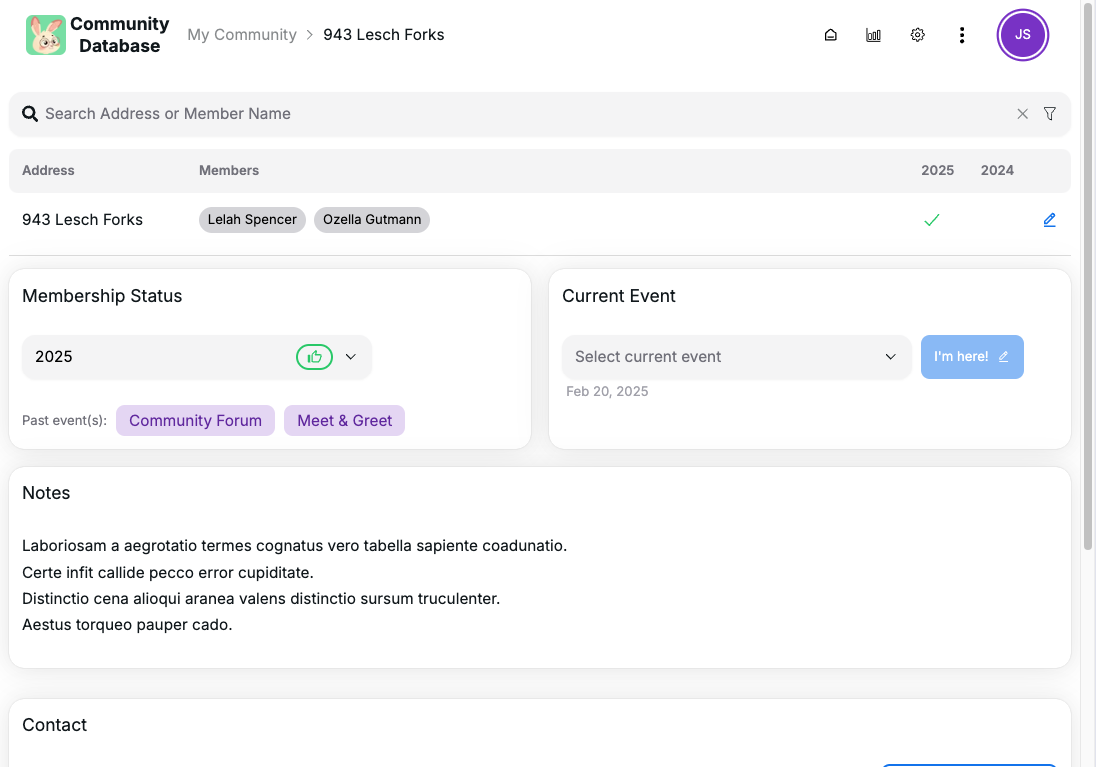 Community
Database
My Community > 943 Lesch Forks
JS
Search Address or Member Name
Address Members 2025 2024
943 Lesch Forks Lelah Spencer Ozella Gutmann
Membership Status
2025
Past event(s): Community Forum Meet & Greet
Current Event
Select current event I'm here!
Feb 20, 2025
Notes
Laboriosam a aegrotatio termes cognatus vero tabella sapiente coadunatio.
Certe infit callide pecco error cupiditate.
Distinctio cena alioqui aranea valens distinctio sursum truculenter.
Aestus torqueo pauper cado.
Contact